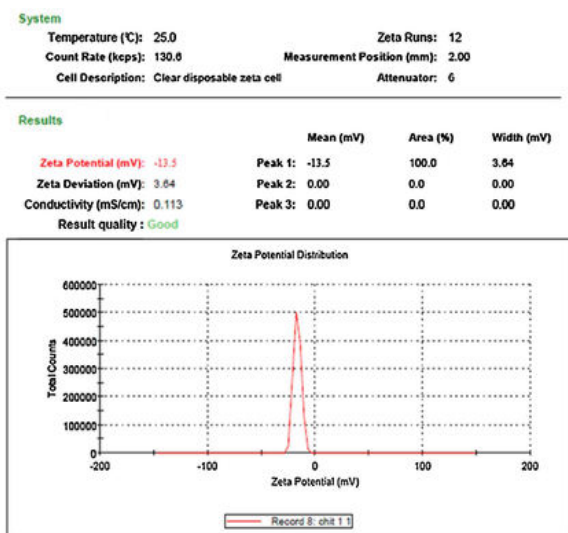 System
Temperature (°C): 25.0 Zeta Runs: 12
Count Rate (kcps): 130.6 Measurement Position (mm): 2.00
Cell Description: Clear disposable zeta cell Attenuator: 6
Results
Mean (mV) Area (%) Width (mV)
Zeta Potential (mV): -13.5 Peak 1: -13.5 100.0 3.64
Zeta Deviation (mV): 3.64 Peak 2: 0.00 0.0 0.00
Conductivity (mS/cm): 0.113 Peak 3: 0.00 0.0 0.00
Result quality : Good
Zeta Potential Distribution
600000
500000
400000
300000
200000
100000
0
Total Counts
-200 -100 0 100 200
Zeta Potential (mV)
Record 8: chit 1 1